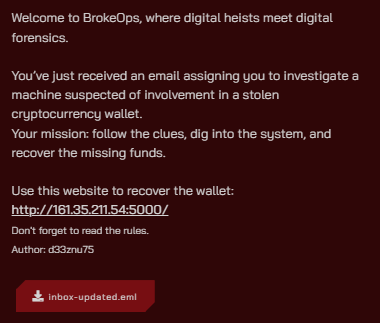 Welcome to BrokeOps, where digital heists meet digital
forensics.
You've just received an email assigning you to investigate a
machine suspected of involvement in a stolen
cryptocurrency wallet.
Your mission: follow the clues, dig into the system, and
recover the missing funds.
Use this website to recover the wallet:
http://161.35.211.54:5000/
Don't forget to read the rules.
Author: d33znu75
inbox-updated.eml